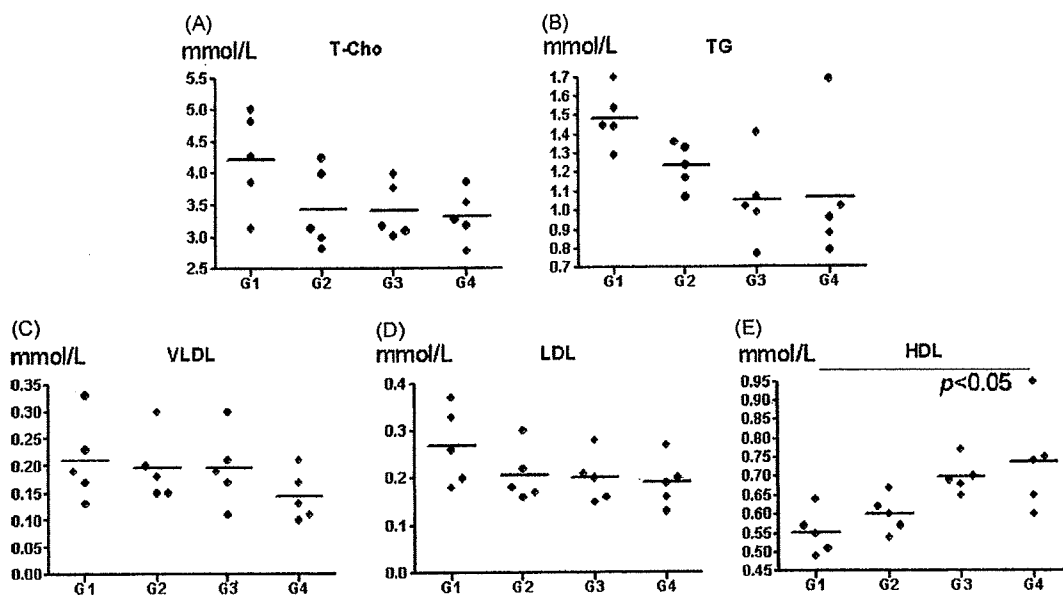 (A)
mmol/L
T-Cho
5.5
5.0
4.5
4.0
3.5
3.0
2.5
G1 G2 G3 G4
(B)
mmol/L
TG
1.7
1.6
1.5
1.4
1.3
1.2
1.1
1.0
0.9
0.8
0.7
G1 G2 G3 G4
(C)
mmol/L
VLDL
0.35
0.30
0.25
0.20
0.15
0.10
0.05
0.00
G1 G2 G3 G4
(D)
mmol/L
LDL
0.4
0.3
0.2
0.1
0.0
G1 G2 G3 G4
(E)
mmol/L
HDL
p<0.05
0.95
0.90
0.85
0.80
0.75
0.70
0.65
0.60
0.55
0.50
0.45
G1 G2 G3 G4